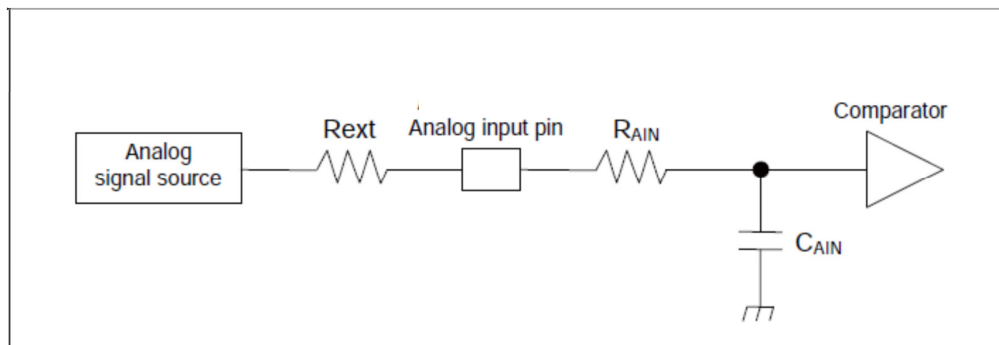 Comparator
Rext
Analog input pin
RAIN
Analog
signal source
CAIN